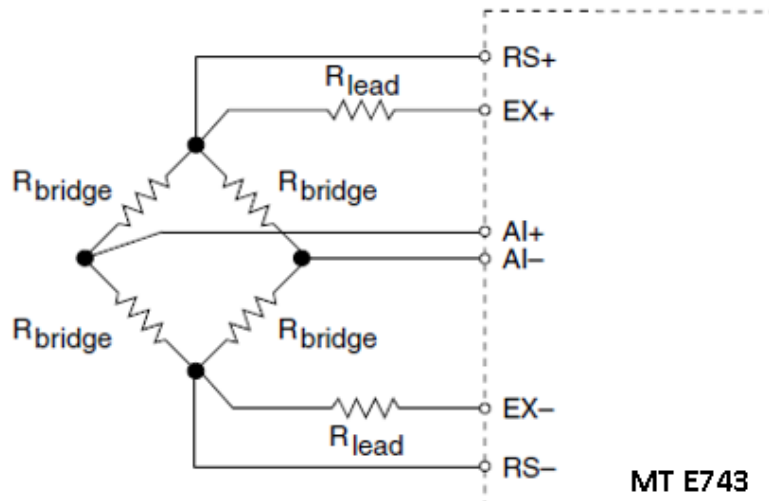 RS+
Rlead
EX+
Rbridge
Rbridge
AI+
AI–
Rbridge
Rbridge
EX–
Rlead
RS–
MT E743